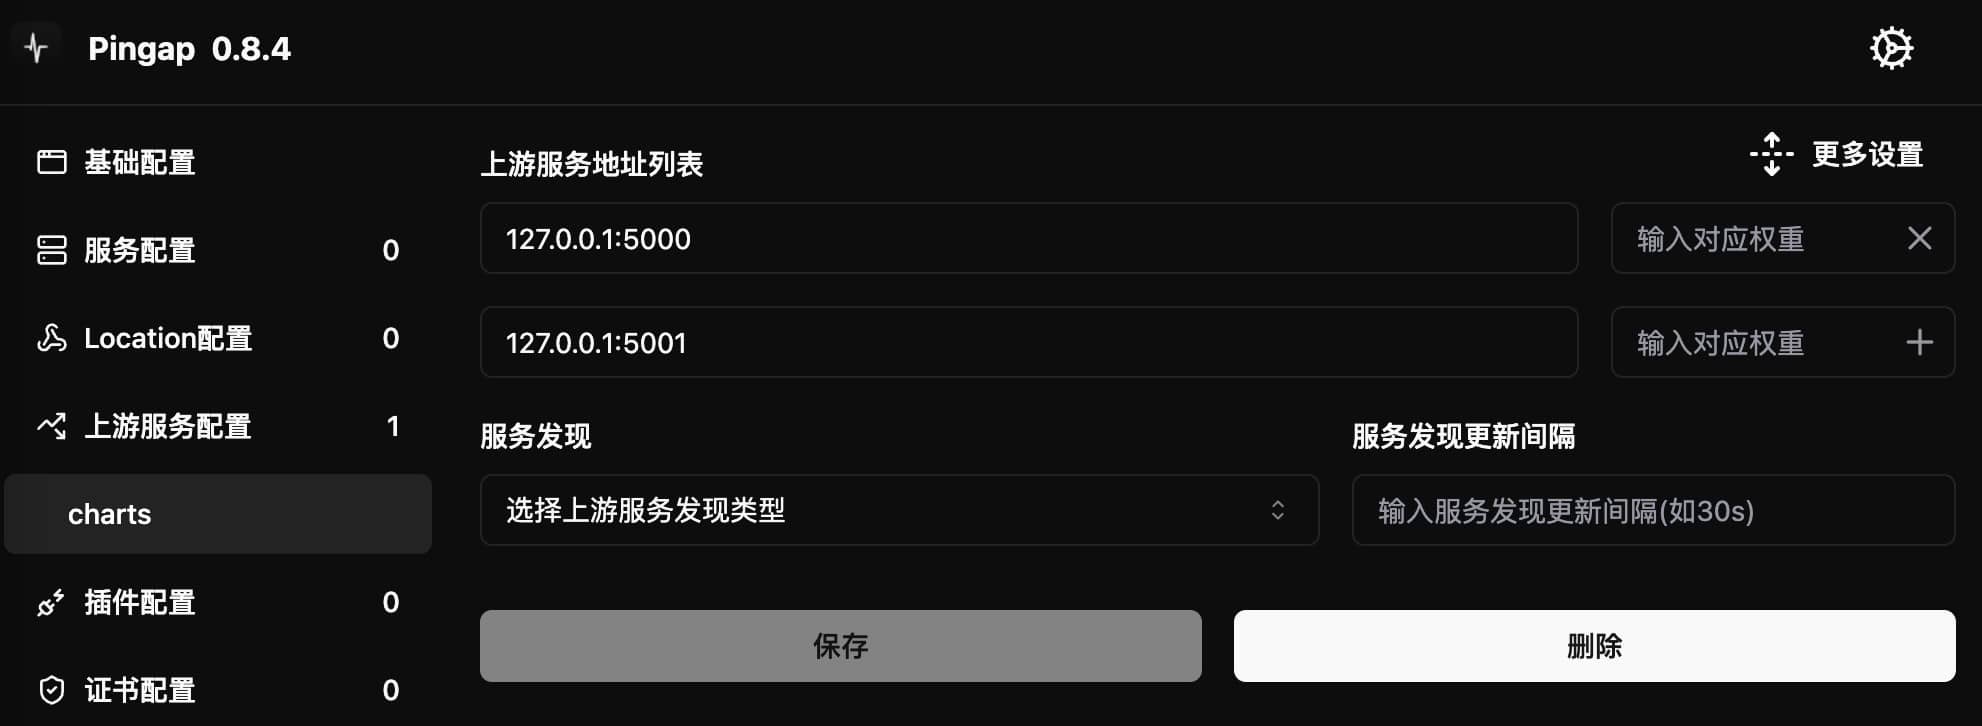 Pingap 0.8.4
基础配置
服务配置 0
Location配置 0
上游服务配置 1
charts
插件配置 0
证书配置 0
上游服务地址列表
更多设置
127.0.0.1:5000
输入对应权重
127.0.0.1:5001
输入对应权重
服务发现
服务发现更新间隔
选择上游服务发现类型
输入服务发现更新间隔(如30s)
保存
删除